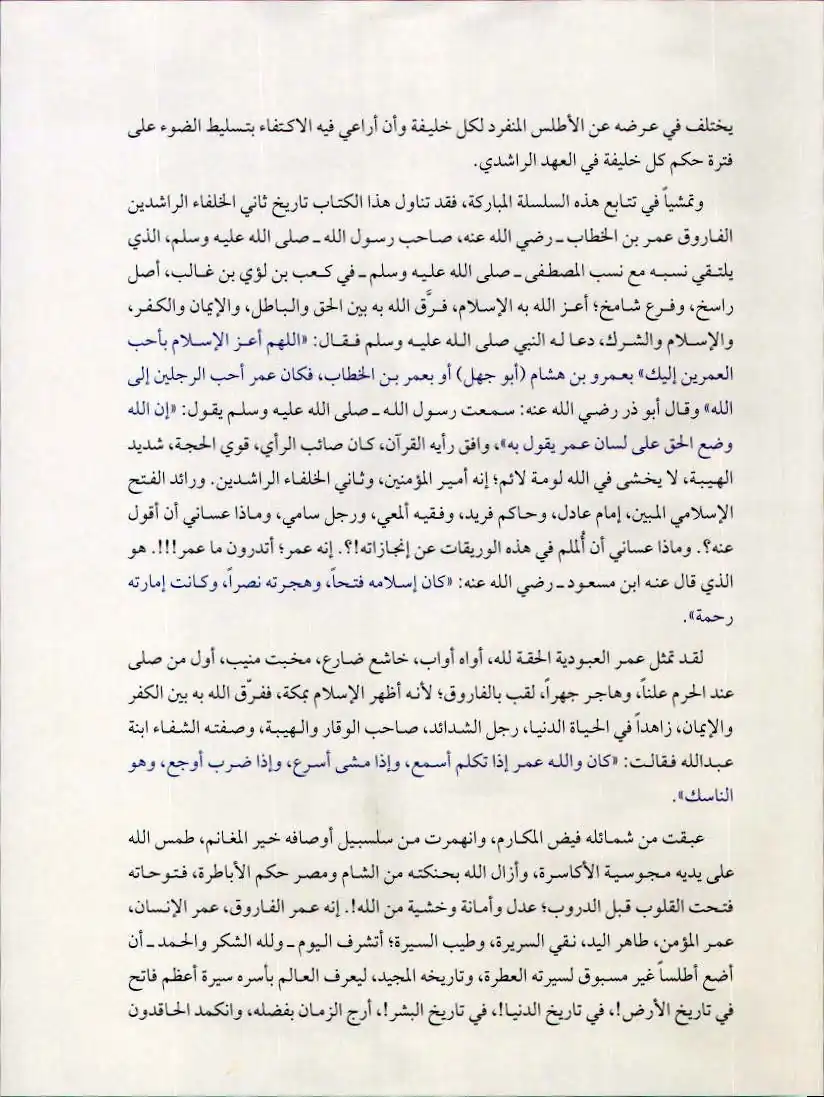 يختلف في عرضه عن الأطلس المنفرد لكل خليفة وأن أراعي فيه الاكتفاء بتسليط الضوء على
فترة حكم كل خليفة في العهد الراشدي.
وتمشياً في تتابع هذه السلسلة المباركة، فقد تناول هذا الكتاب تاريخ ثاني الخلفاء الراشدين
الفاروق عمر بن الخطاب ـ رضي الله عنه، صاحب رسول الله ـ صلى الله عليه وسلم، الذي
يلتقي نسبه مع نسب المصطفى ـ صلى الله عليه وسلم ـ في كعب بن لؤي بن غالب، أصل
راسخ، وفرع شامخ؛ أعز الله به الإسلام، فرَّق الله به بين الحق والباطل، والإيمان والكفر،
والإسلام والشرك، دعا له النبي صلى الله عليه وسلم فقال: «اللهم أعز الإسلام بأحب
العمرين إليك» بعمرو بن هشام (أبو جهل) أو بعمر بن الخطاب، فكان عمر أحب الرجلين إلى
الله» وقال أبو ذر رضي الله عنه: سمعت رسول الله ـ صلى الله عليه وسلم يقول: «إن الله
وضع الحق على لسان عمر يقول به»، وافق رأيه القرآن، كان صائب الرأي، قوي الحجة، شديد
الهيبة، لا يخشى في الله لومة لائم؛ إنه أمير المؤمنين، وثاني الخلفاء الراشدين. ورائد الفتح
الإسلامي المبين، إمام عادل، وحاكم فريد، وفقيه ألمعي، ورجل سامي، وماذا عساني أن أقول
عنه؟. وماذا عساني أن أُلملم في هذه الوريقات عن إنجازاته!؟. إنه عمر؛ أتدرون ما عمر!!!. هو
الذي قال عنه ابن مسعود ـ رضي الله عنه: «كان إسلامه فتحاً، وهجرته نصراً، وكانت إمارته
رحمة».
لقد تمثل عمر العبودية الحقة لله، أواه أواب، خاشع ضارع، مخبت منيب، أول من صلى
عند الحرم علناً، وهاجر جهراً، لقب بالفاروق؛ لأنه أظهر الإسلام بمكة، ففرّق الله به بين الكفر
والإيمان، زاهداً في الحياة الدنيا، رجل الشدائد، صاحب الوقار والهيبة، وصفته الشفاء ابنة
عبدالله فقالت: «كان والله عمر إذا تكلم أسمع، وإذا مشى أسرع، وإذا ضرب أوجع، وهو
الناسك».
عبقت من شمائله فيض المكارم، وانهمرت من سلسبيل أوصافه خير المغانم، طمس الله
على يديه مجوسية الأكاسرة، وأزال الله بحنكته من الشام ومصر حكم الأباطرة، فتوحاته
فتحت القلوب قبل الدروب؛ عدل وأمانة وخشية من الله!. إنه عمر الفاروق، عمر الإنسان،
عمر المؤمن، طاهر اليد، نقي السريرة، وطيب السيرة؛ أتشرف اليوم ـ ولله الشكر والحمد ـ أن
أضع أطلساً غير مسبوق لسيرته العطرة، وتاريخه المجيد، ليعرف العالم بأسره سيرة أعظم فاتح
في تاريخ الأرض!، في تاريخ الدنيا!، في تاريخ البشر!، أرج الزمان بفضله، وانكمد الحاقدون